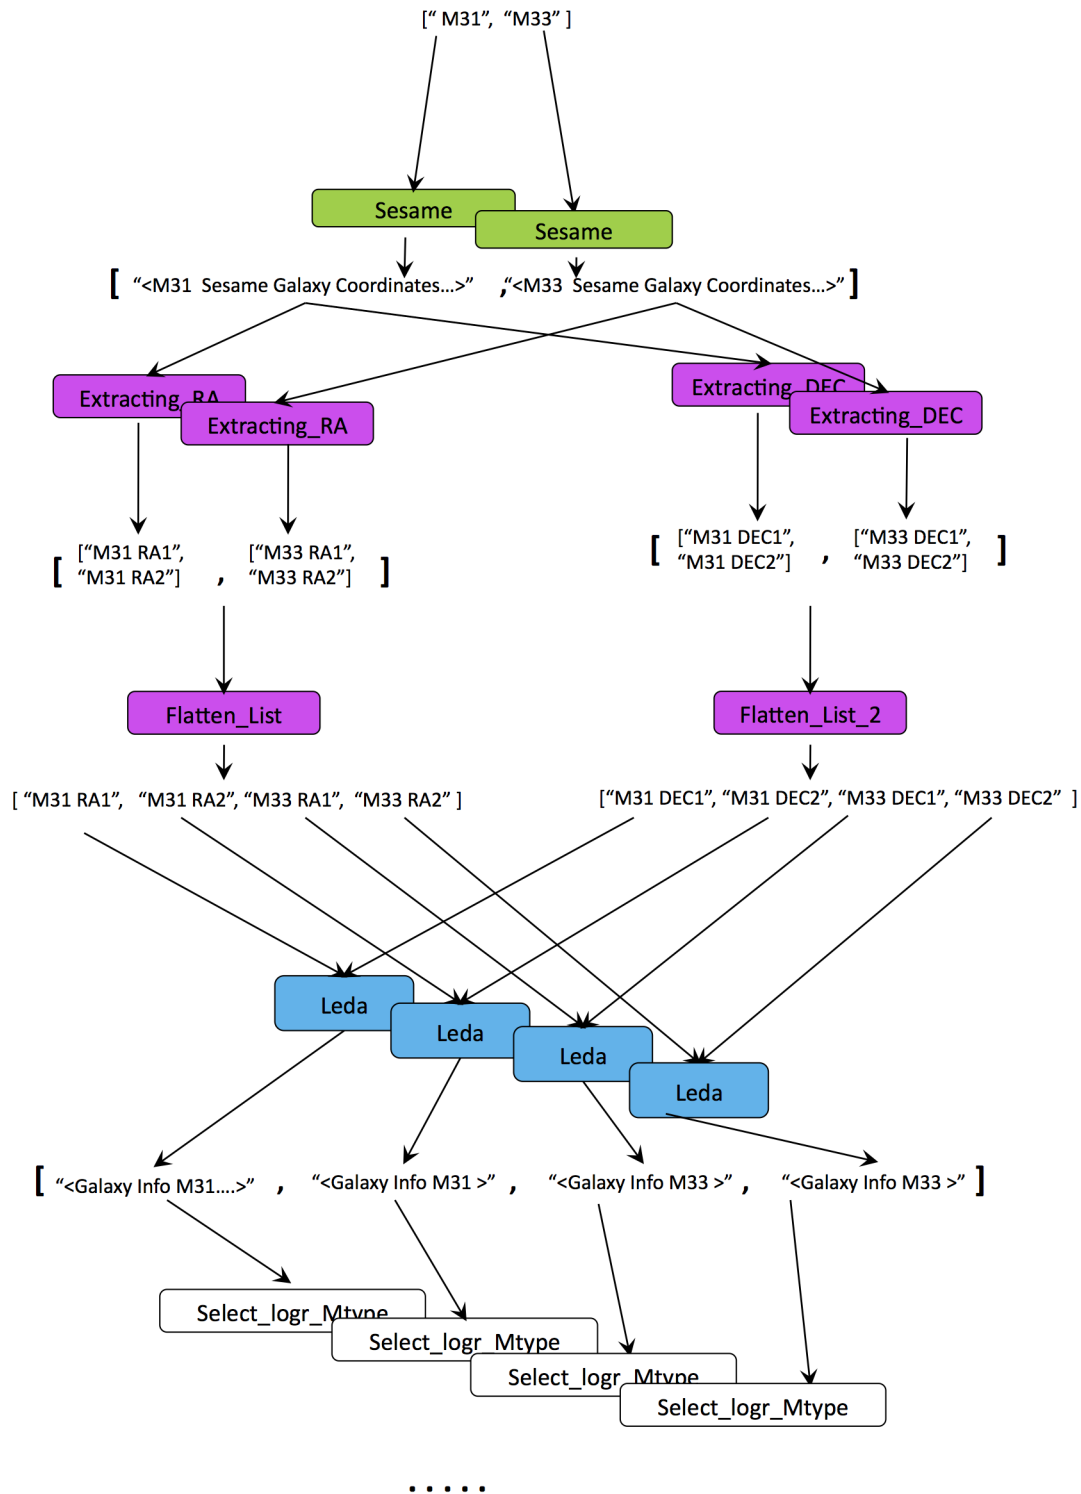 [“ M31”, “M33” ]
Sesame
Sesame
[ “<M31 Sesame Galaxy Coordinates...>” ,“<M33 Sesame Galaxy Coordinates...>” ]
Extracting_RA
Extracting_RA
Extracting_DEC
Extracting_DEC
[ [“M31 RA1”,
“M31 RA2”] , [“M33 RA1”,
“M33 RA2”] ]
[ [“M31 DEC1”,
“M31 DEC2”] , [“M33 DEC1”,
“M33 DEC2”] ]
Flatten_List
Flatten_List_2
[ “M31 RA1”, “M31 RA2”, “M33 RA1”, “M33 RA2” ]
[“M31 DEC1”, “M31 DEC2”, “M33 DEC1”, “M33 DEC2” ]
Leda
Leda
Leda
Leda
[ “<Galaxy Info M31....>” , “<Galaxy Info M31 >” , “<Galaxy Info M33 >” , “<Galaxy Info M33 >” ]
Select_logr_Mtype
Select_logr_Mtype
Select_logr_Mtype
Select_logr_Mtype
. . . . .